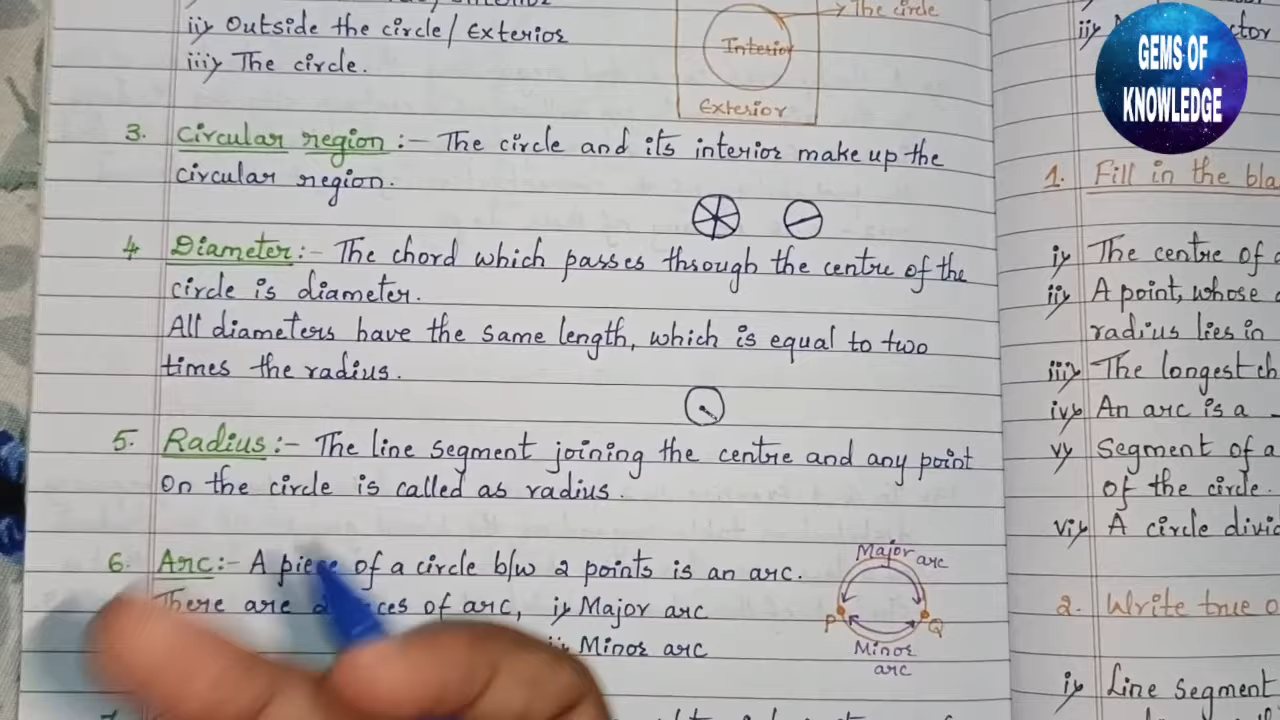 ii) Outside the circle / Exterior
iii) The circle.
The circle
Interior
Exterior
3. Circular region :- The circle and its interior make up the
circular region.
4 Diameter :- The chord which passes through the centre of the
circle is diameter.
All diameters have the same length, which is equal to two
times the radius.
5. Radius :- The line segment joining the centre and any point
on the circle is called as radius.
6. Arc :- A piece of a circle b/w 2 points is an arc.
There are 2 of arc, i) Major arc
ii) Minor arc
Major arc
P Q
Minor
arc
GEMS OF
KNOWLEDGE
ii)
1. Fill in the
i) The centre of
ii) A point, whose
radius lies in
iii) The longest
iv) An arc is a
v) Segment of a
of the circle.
vi) A circle
2. Write true
i) Line segment